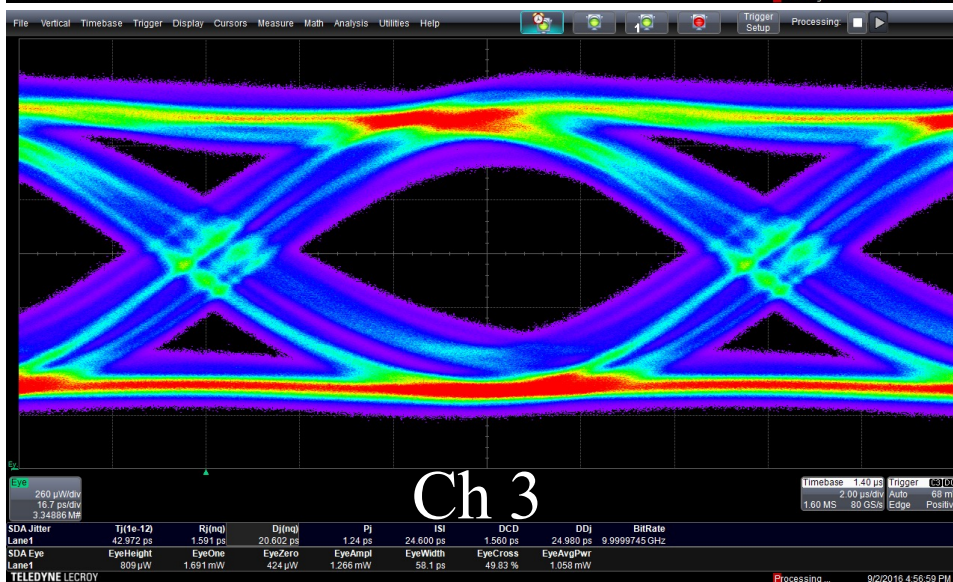 File Vertical Timebase Trigger Display Cursors Measure Math Analysis Utilities Help
1
Trigger Setup
Processing:
Ey
Eye
260 µW/div
16.7 ps/div
3.34886 M#
Ch 3
Timebase 1.40 µs
2.00 µs/div
1.60 MS 80 GS/s
Trigger C3
Auto 68 m
Edge Positiv
SDA Jitter Tj(1e-12) Rj(nq) Dj(nq) Pj ISI DCD DDj BitRate
Lane1 42.972 ps 1.591 ps 20.602 ps 1.24 ps 24.600 ps 1.560 ps 24.980 ps 9.9999745 GHz
SDA Eye EyeHeight EyeOne EyeZero EyeAmpl EyeWidth EyeCross EyeAvgPwr
Lane1 809 µW 1.691 mW 424 µW 1.266 mW 58.1 ps 49.83 % 1.058 mW
TELEDYNE LECROY
Processing ... 9/2/2016 4:56:59 PM